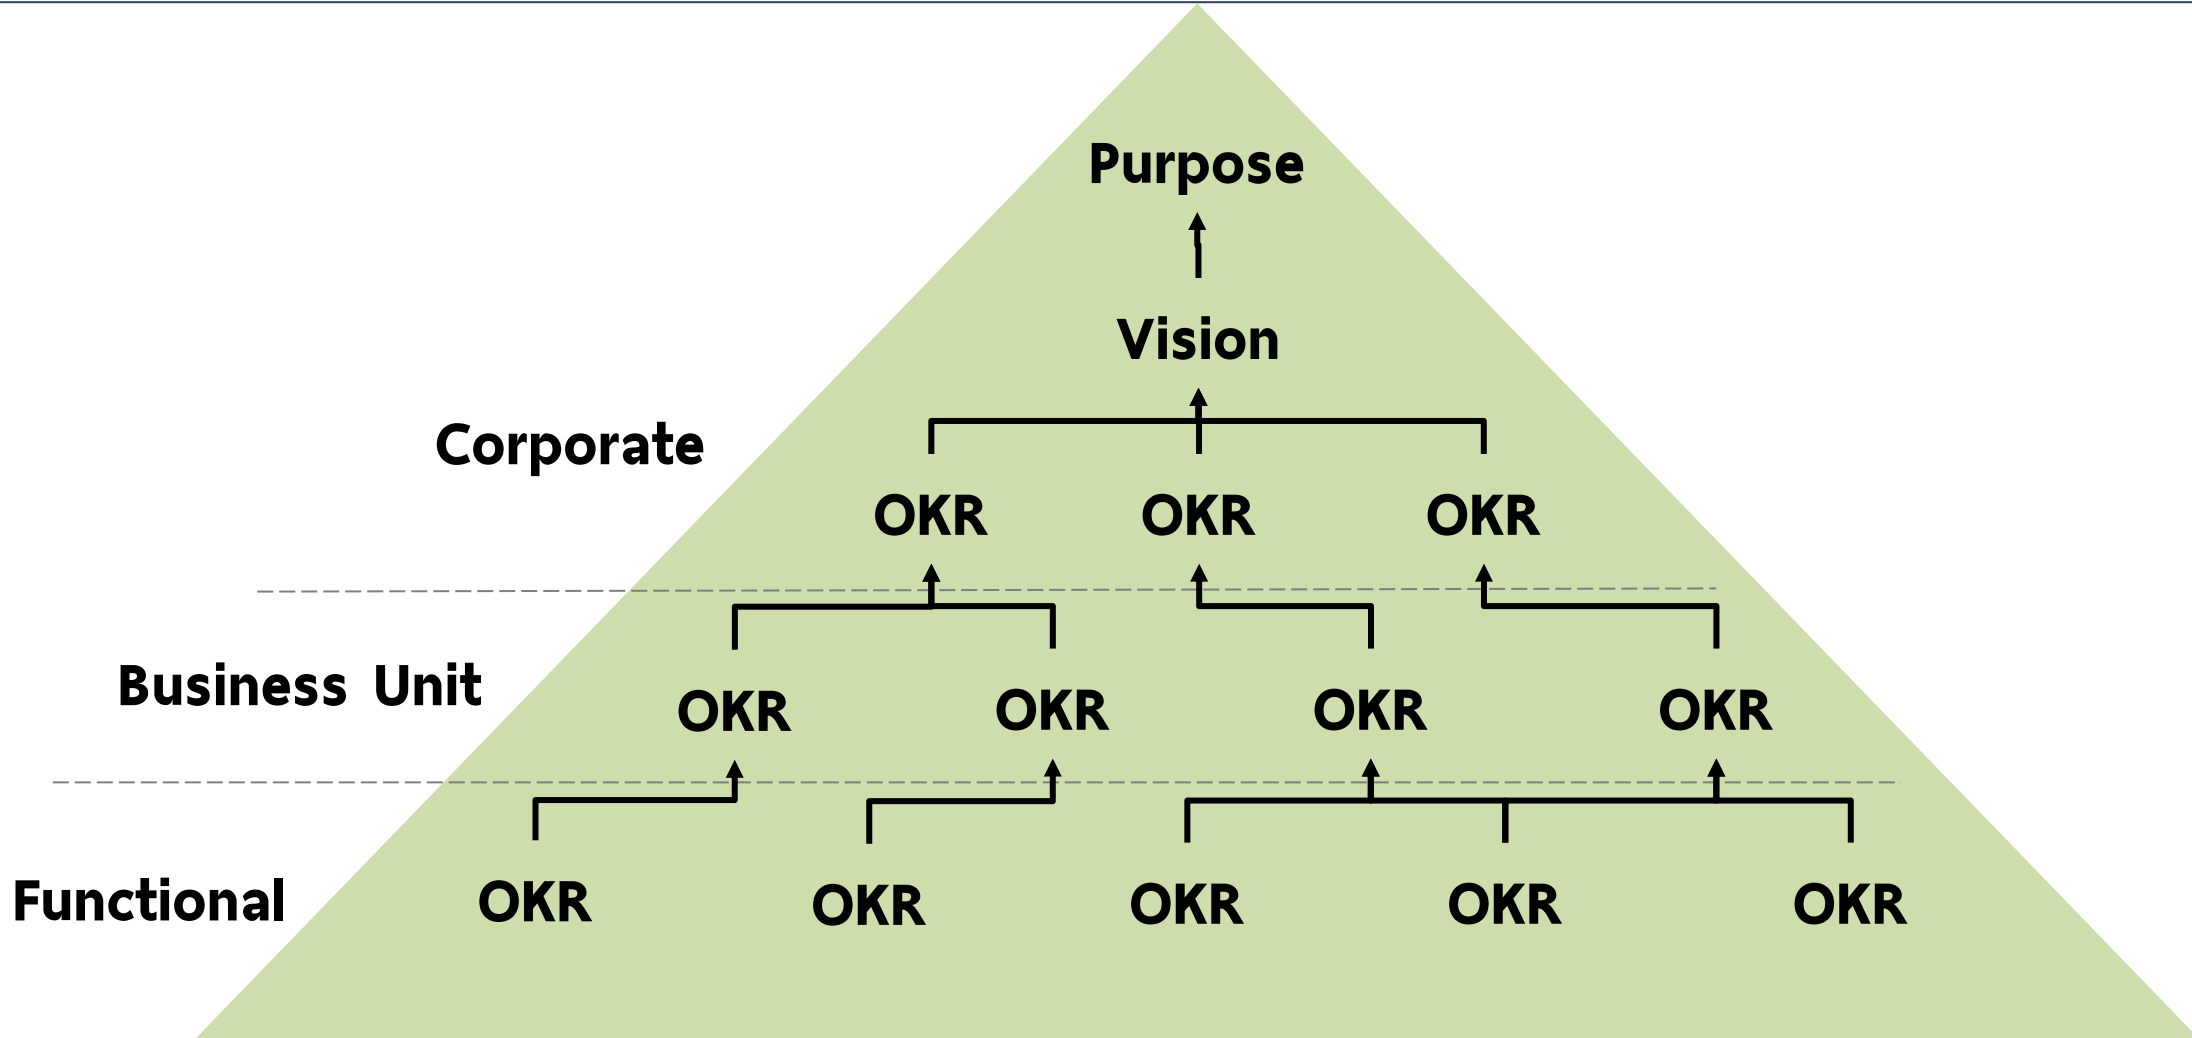 Purpose
Vision
Corporate
OKR OKR OKR
Business Unit
OKR OKR OKR OKR
Functional
OKR OKR OKR OKR OKR